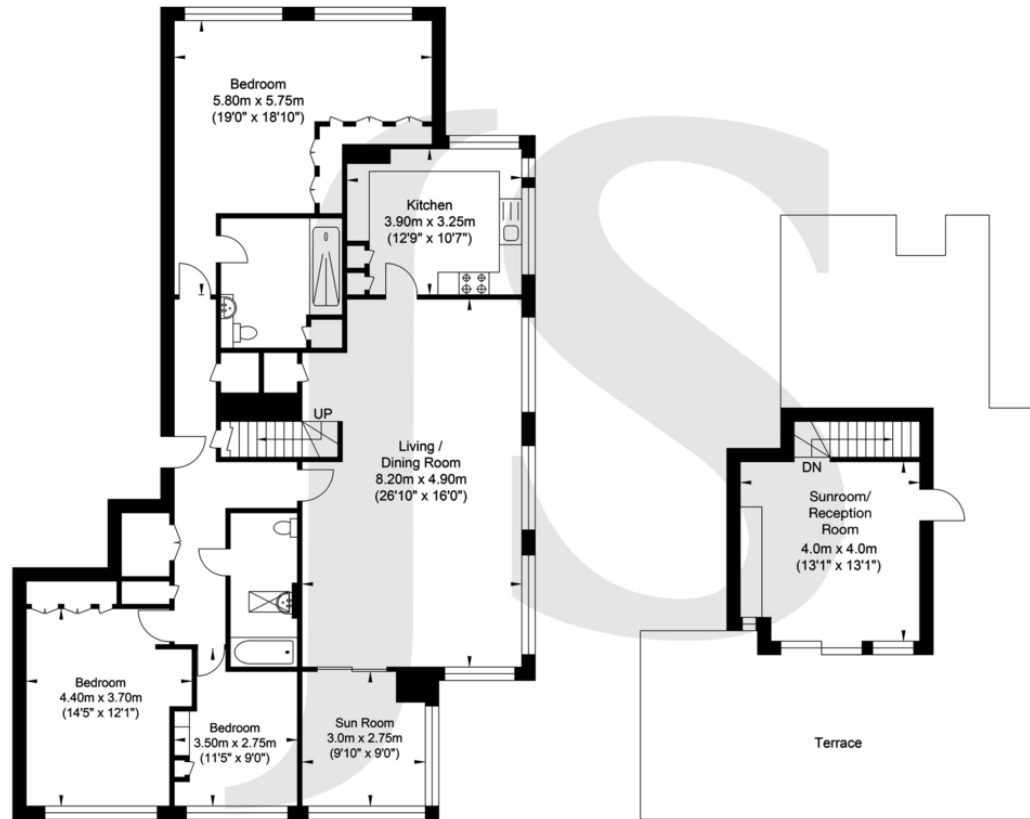 Bedroom
5.80m x 5.75m
(19'0" x 18'10")
Kitchen
3.90m x 3.25m
(12'9" x 10'7")
UP
Living /
Dining Room
8.20m x 4.90m
(26'10" x 16'0")
DN
Sunroom/
Reception
Room
4.0m x 4.0m
(13'1" x 13'1")
Bedroom
4.40m x 3.70m
(14'5" x 12'1")
Bedroom
3.50m x 2.75m
(11'5" x 9'0")
Sun Room
3.0m x 2.75m
(9'10" x 9'0")
Terrace
JS